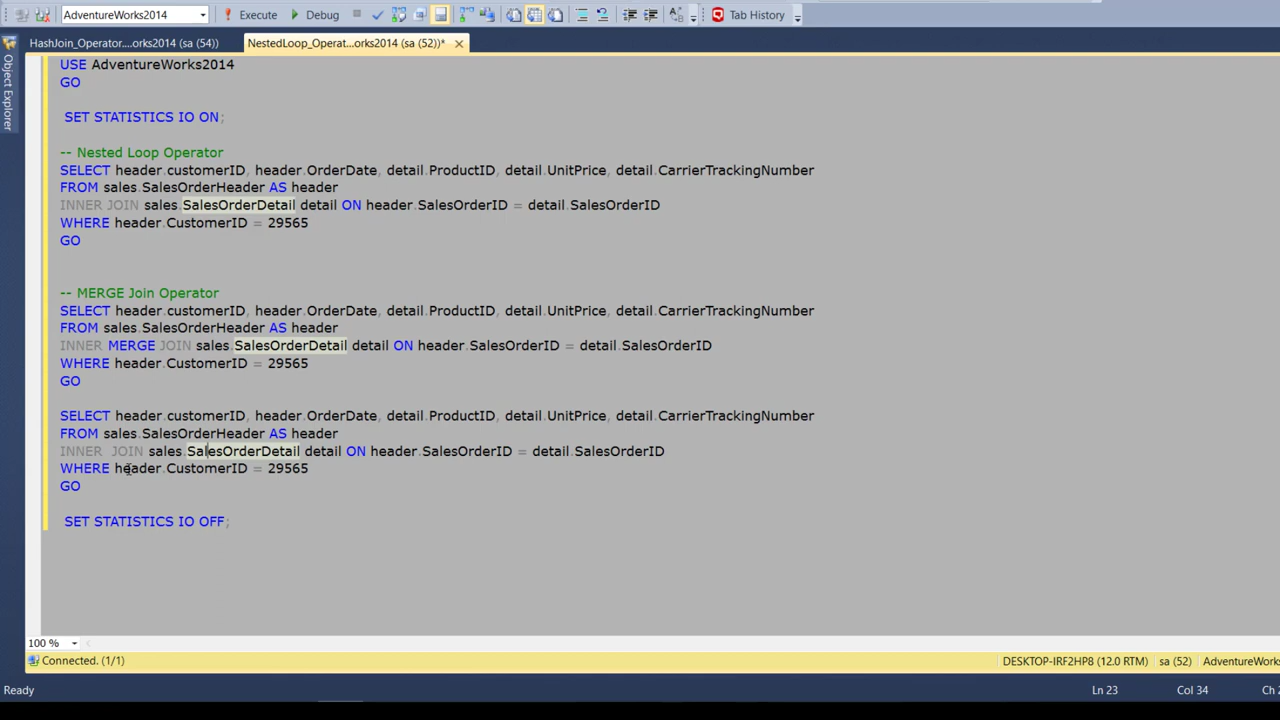 AdventureWorks2014
Execute
Debug
Tab History
HashJoin_Operator....orks2014 (sa (54))
NestedLoop_Operat...orks2014 (sa (52))*
Object Explorer
USE AdventureWorks2014
GO
SET STATISTICS IO ON;
-- Nested Loop Operator
SELECT header.customerID, header.OrderDate, detail.ProductID, detail.UnitPrice, detail.CarrierTrackingNumber
FROM sales.SalesOrderHeader AS header
INNER JOIN sales.SalesOrderDetail detail ON header.SalesOrderID = detail.SalesOrderID
WHERE header.CustomerID = 29565
GO
-- MERGE Join Operator
SELECT header.customerID, header.OrderDate, detail.ProductID, detail.UnitPrice, detail.CarrierTrackingNumber
FROM sales.SalesOrderHeader AS header
INNER MERGE JOIN sales.SalesOrderDetail detail ON header.SalesOrderID = detail.SalesOrderID
WHERE header.CustomerID = 29565
GO
SELECT header.customerID, header.OrderDate, detail.ProductID, detail.UnitPrice, detail.CarrierTrackingNumber
FROM sales.SalesOrderHeader AS header
INNER  JOIN sales.SalesOrderDetail detail ON header.SalesOrderID = detail.SalesOrderID
WHERE header.CustomerID = 29565
GO
SET STATISTICS IO OFF;
100 %
Connected. (1/1)
DESKTOP-IRF2HP8 (12.0 RTM)
sa (52)
AdventureWorks
Ready
Ln 23
Col 34
Ch